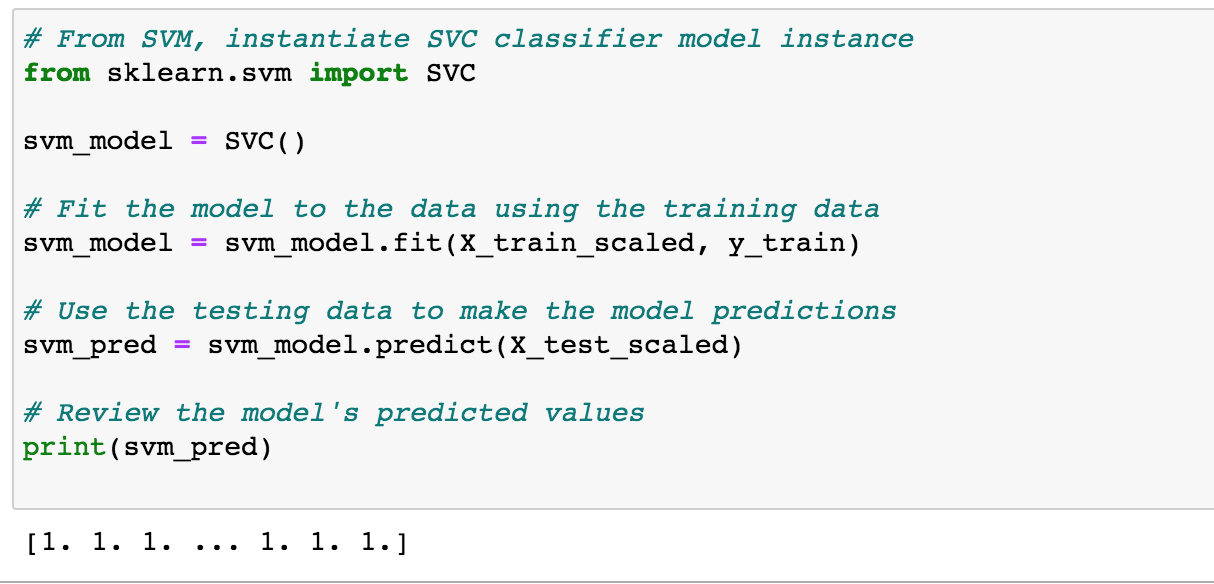 # From SVM, instantiate SVC classifier model instance
from sklearn.svm import SVC
svm_model = SVC()
# Fit the model to the data using the training data
svm_model = svm_model.fit(X_train_scaled, y_train)
# Use the testing data to make the model predictions
svm_pred = svm_model.predict(X_test_scaled)
# Review the model's predicted values
print(svm_pred)
[1. 1. 1. ... 1. 1. 1.]